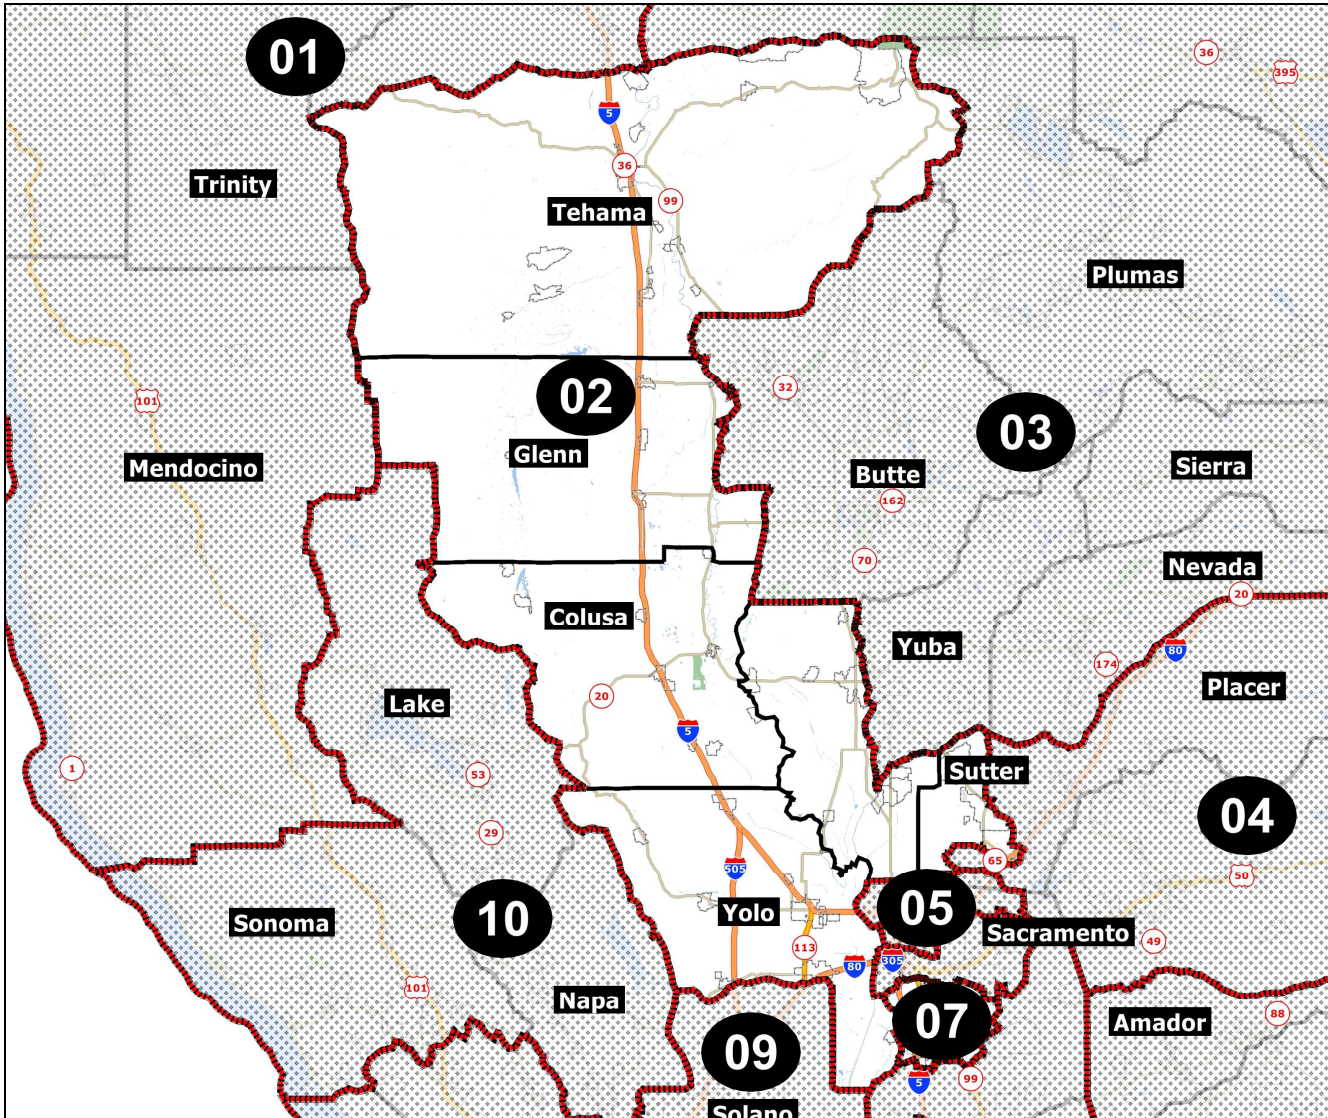 01
36
395
5
36
Trinity
99
Tehama
Plumas
32
02
101
03
Glenn
Mendocino
Sierra
Butte
162
70
Nevada
20
Colusa
Yuba
80
174
Placer
20
Lake
5
1
53
Sutter
04
29
65
505
50
10
05
Yolo
Sonoma
Sacramento
49
113
80
305
101
Napa
07
88
Amador
09
5
99
Solano